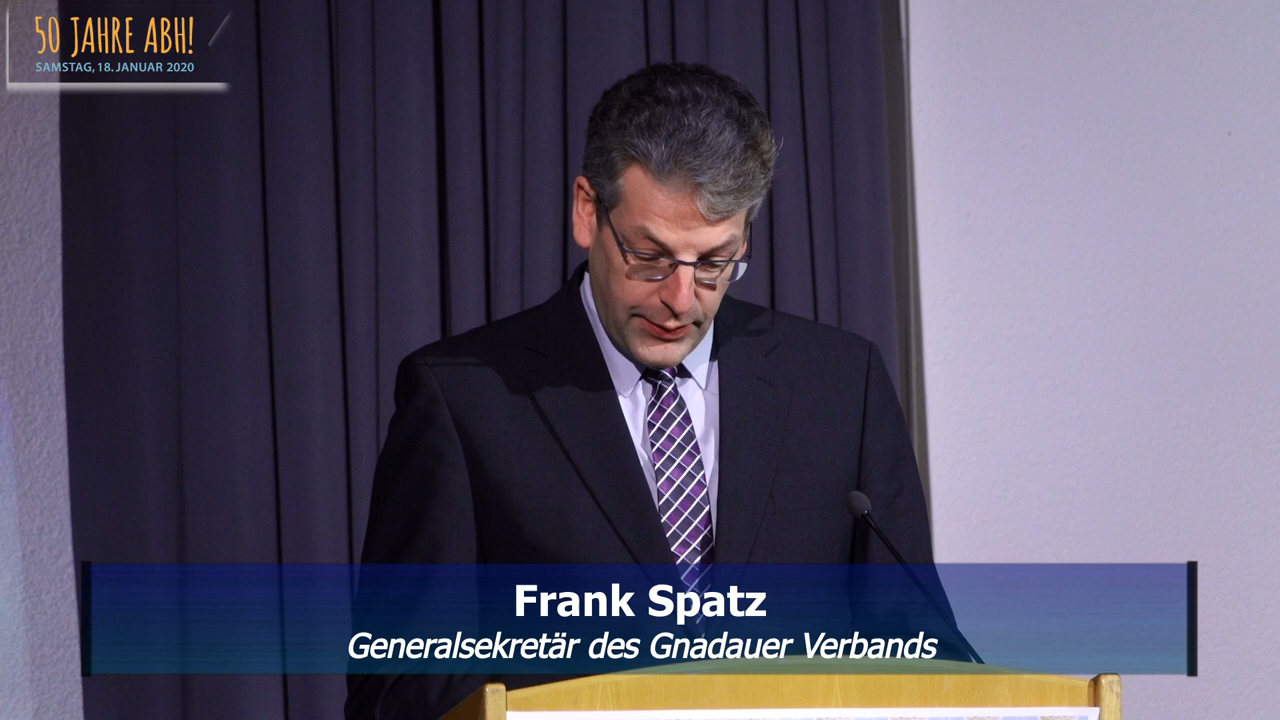 50 JAHRE ABH!
SAMSTAG, 18. JANUAR 2020
Frank Spatz
Generalsekretär des Gnadauer Verbands